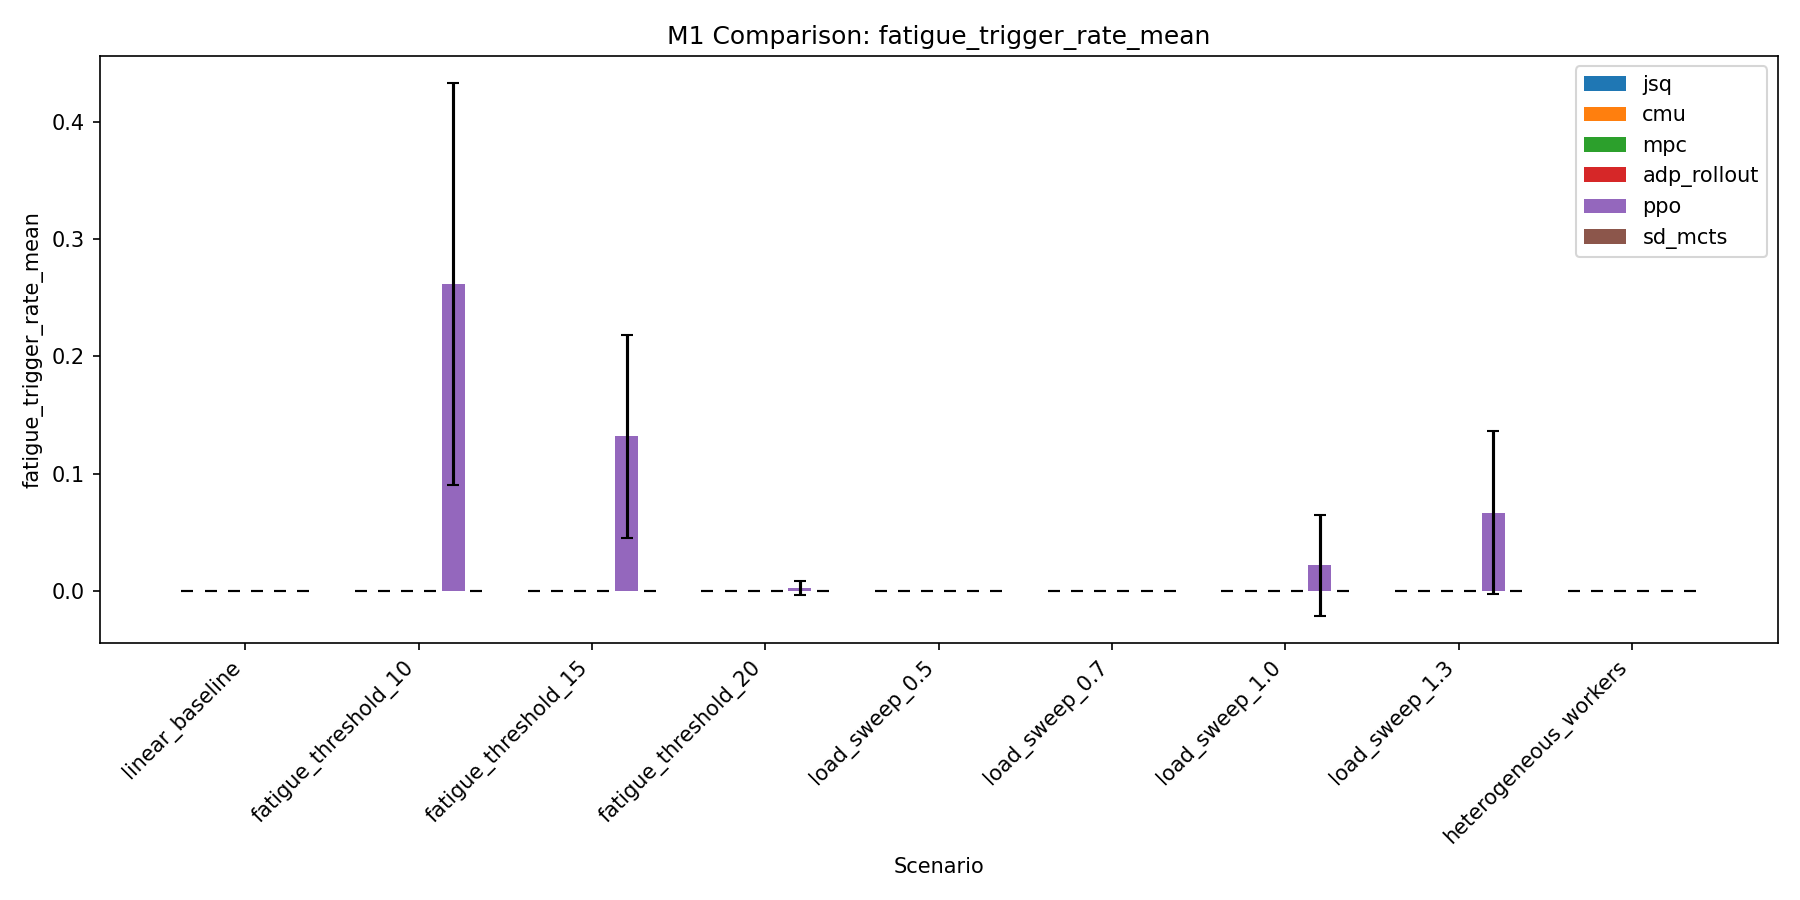 M1 Comparison: fatigue_trigger_rate_mean
fatigue_trigger_rate_mean
0.4
0.3
0.2
0.1
0.0
jsq
cmu
mpc
adp_rollout
ppo
sd_mcts
linear_baseline
fatigue_threshold_10
fatigue_threshold_15
fatigue_threshold_20
load_sweep_0.5
load_sweep_0.7
load_sweep_1.0
load_sweep_1.3
heterogeneous_workers
Scenario